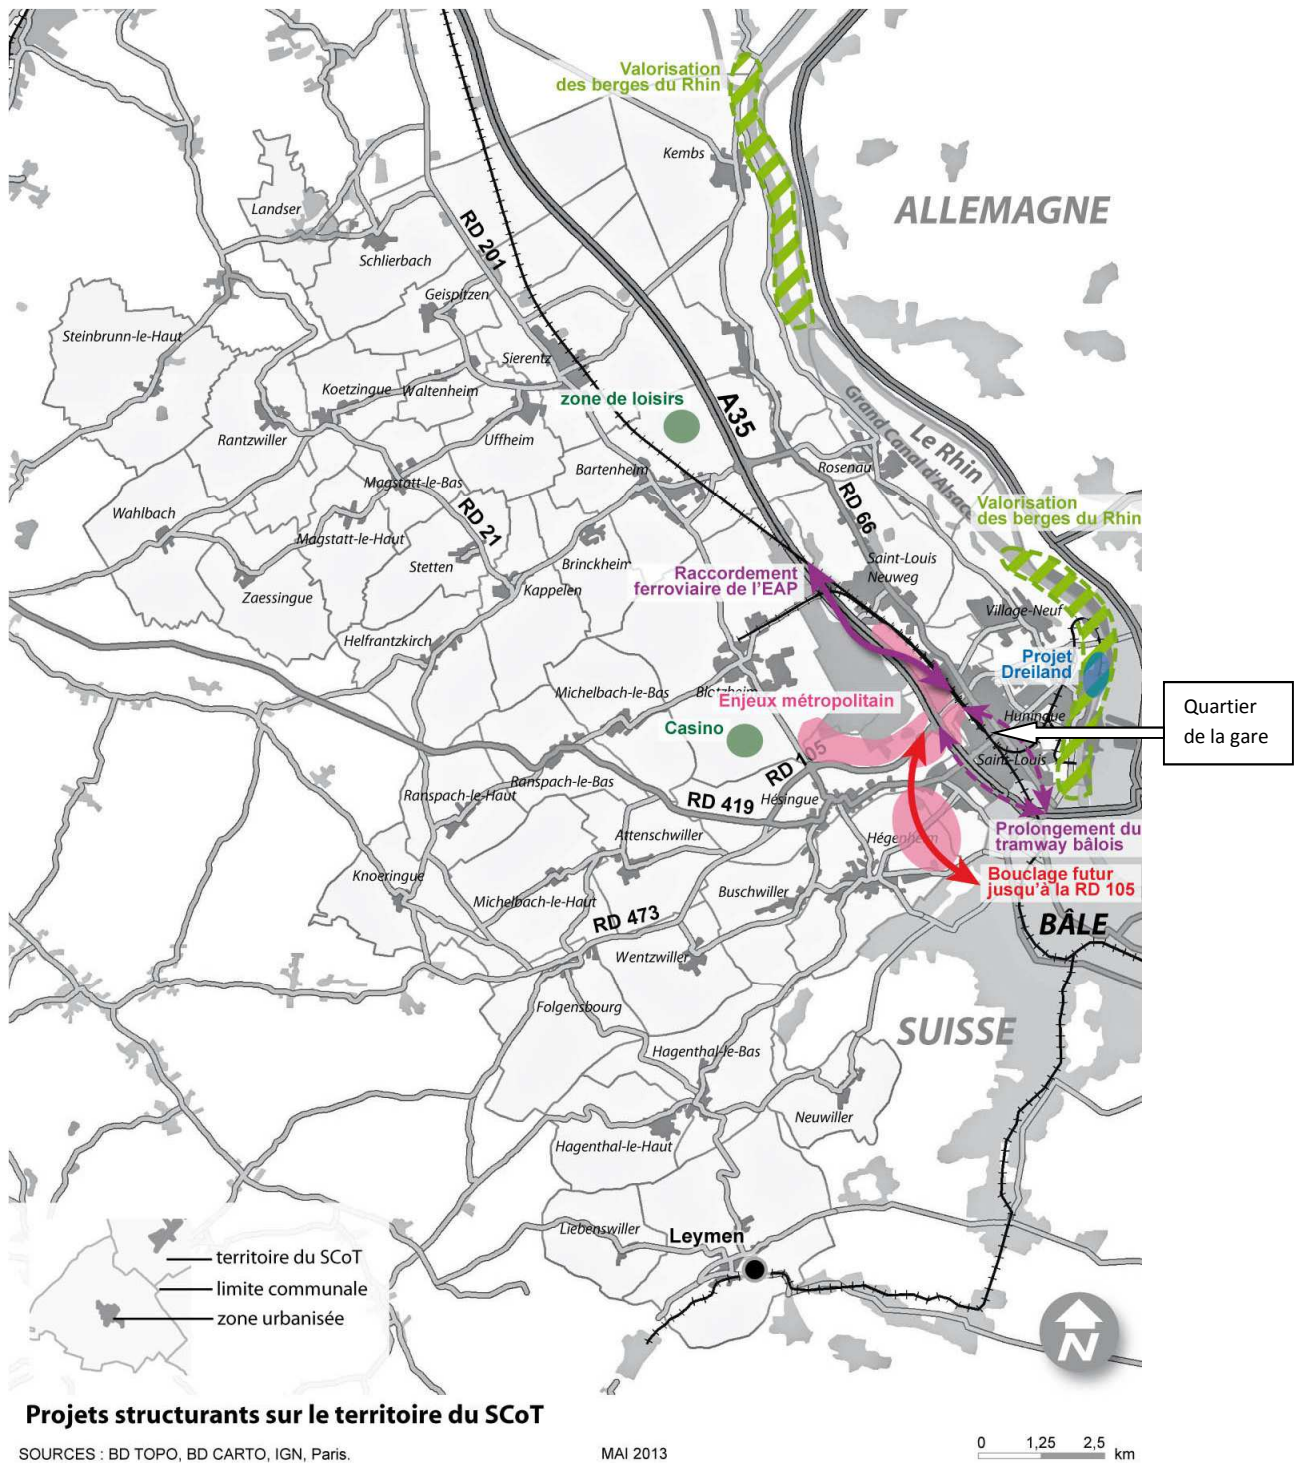 Valorisation
des berges du Rhin
Kembs
ALLEMAGNE
Landser
RD 201
Schlierbach
Geispitzen
Steinbrunn-le-Haut
Sierentz
Koetzingue
Waltenheim
zone de loisirs
A35
Grand Canal d'Alsace
Le Rhin
Rantzwiller
Uffheim
Bartenheim
Rosenau
Magstatt-le-Bas
RD 66
Valorisation
des berges du Rhin
Wahlbach
RD 21
Magstatt-le-Haut
Stetten
Brinckheim
Saint-Louis
Neuweg
Raccordement
ferroviaire de l'EAP
Kappelen
Zaessingue
Village-Neuf
Helfrantzkirch
Projet
Dreiland
Michelbach-le-Bas
Blotzheim
Enjeux métropolitain
Quartier
de la gare
Huningue
Casino
Saint-Louis
RD 105
Ranspach-le-Bas
Ranspach-le-Haut
RD 419
Hésingue
Attenschwiller
Hégenheim
Prolongement du
tramway bâlois
Knoeringue
Bouclage futur
jusqu'à la RD 105
Michelbach-le-Haut
Buschwiller
RD 473
BÂLE
Wentzwiller
Folgensbourg
SUISSE
Hagenthal-le-Bas
Neuwiller
Hagenthal-le-Haut
Liebenswiller
Leymen
territoire du SCoT
limite communale
zone urbanisée
N
Projets structurants sur le territoire du SCoT
SOURCES : BD TOPO, BD CARTO, IGN, Paris.
MAI 2013
0 1,25 2,5 km